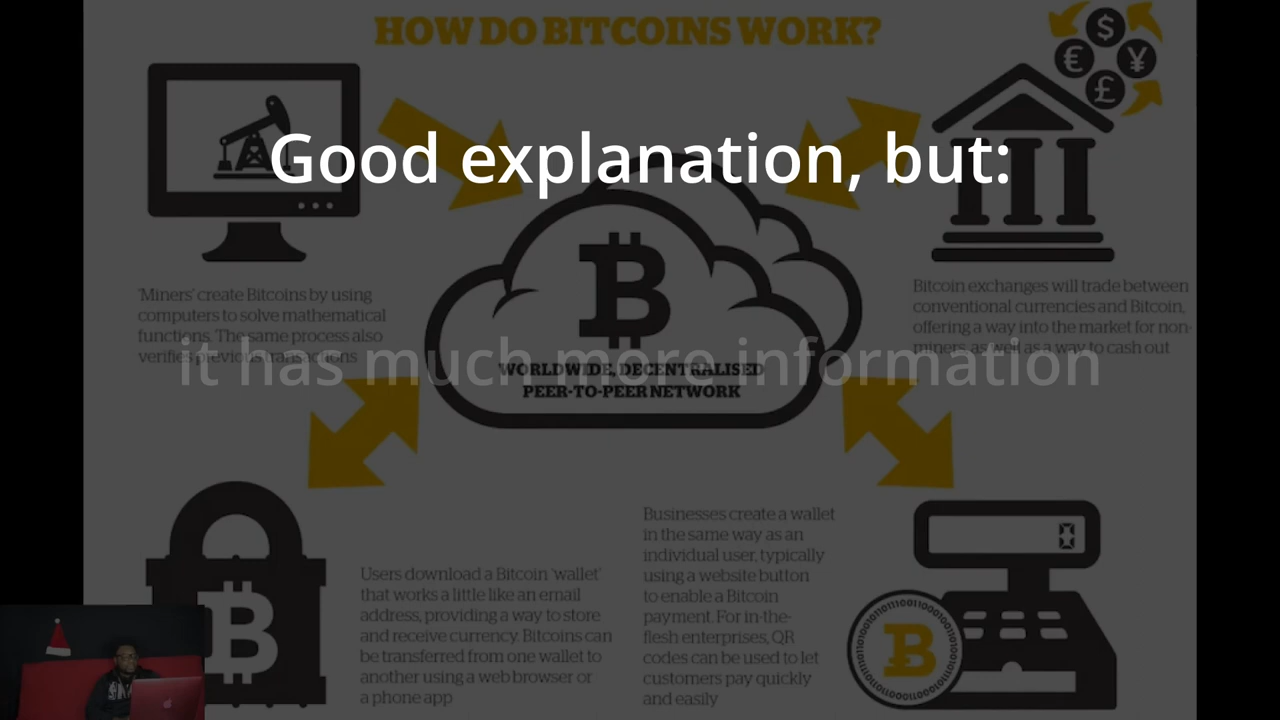 HOW DO BITCOINS WORK?
Good explanation, but:
it has much more information
'Miners' create Bitcoins by using
computers to solve mathematical
functions. The same process also
verifies previous transactions
Bitcoin exchanges will trade between
conventional currencies and Bitcoin,
offering a way into the market for non-
miners as well as a way to cash out
WORLDWIDE, DECENTRALISED
PEER-TO-PEER NETWORK
Users download a Bitcoin 'wallet'
that works a little like an email
address, providing a way to store
and receive currency. Bitcoins can
be transferred from one wallet to
another using a web browser or
a phone app
Businesses create a wallet
in the same way as an
individual user, typically
using a website button
to enable a Bitcoin
payment. For in-the-
flesh enterprises, QR
codes can be used to let
customers pay quickly
and easily
0